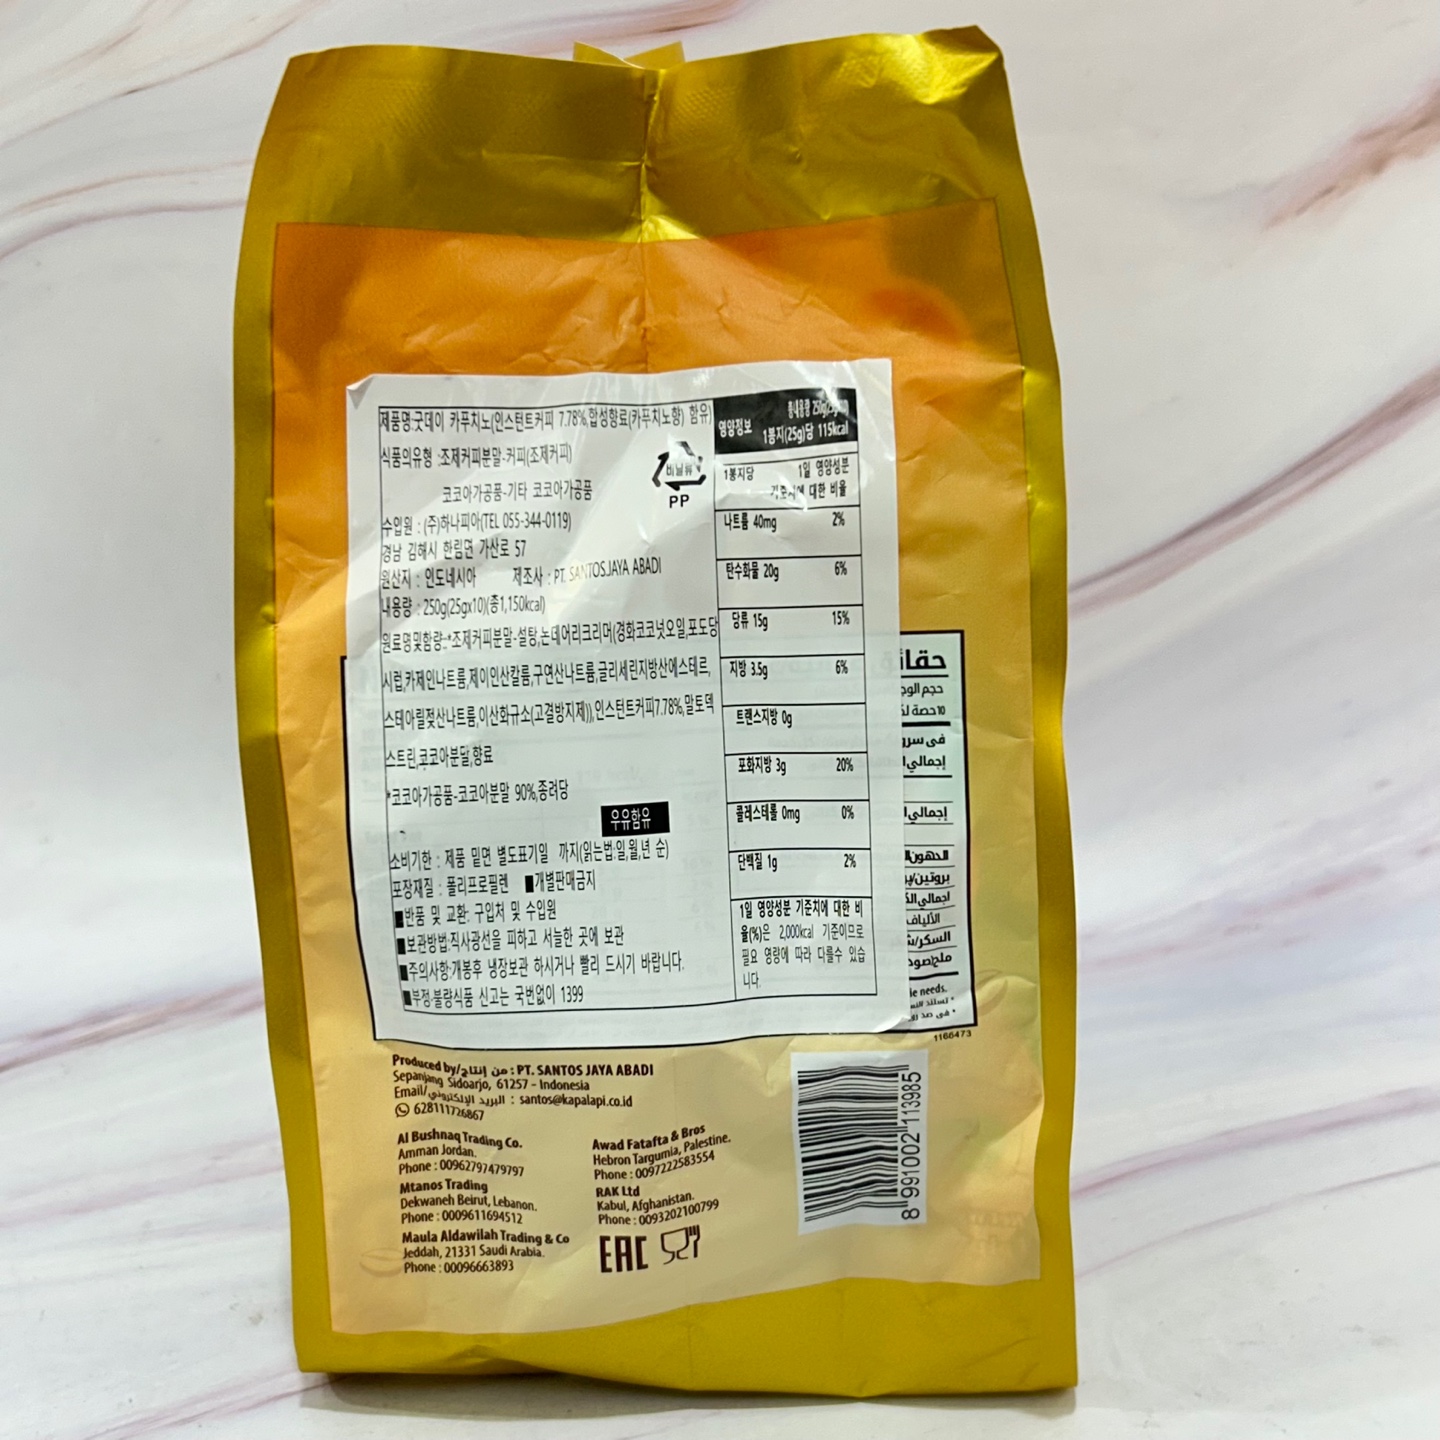 제품명:굿데이 카푸치노(인스턴트커피 7.78%,합성향료(카푸치노향) 함유)
식품의유형 :조제커피분말-커피(조제커피)
코코아가공품-기타 코코아가공품
비닐류
PP
수입원 : (주)하나피아(TEL 055-344-0119)
경남 김해시 한림면 가산로 57
원산지 : 인도네시아 제조사 : PT. SANTOSJAYA ABADI
내용량 : 250g(25gx10)(총1,150kcal)
원료명및함량:*조제커피분말-설탕,논데어리크리머(경화코코넛오일,포도당
시럽,카제인나트륨,제이인산칼륨,구연산나트륨,글리세린지방산에스테르,
스테아릴젖산나트륨,이산화규소(고결방지제)),인스턴트커피7.78%,말토덱
스트린,코코아분말,향료
*코코아가공품-코코아분말 90%,종려당
우유함유
소비기한 : 제품 밑면 별도표기일 까지(읽는법:일,월,년 순)
포장재질 : 폴리프로필렌 ■개별판매금지
■반품 및 교환: 구입처 및 수입원
■보관방법:직사광선을 피하고 서늘한 곳에 보관
■주의사항:개봉후 냉장보관 하시거나 빨리 드시기 바랍니다.
■부정·불량식품 신고는 국번없이 1399
영양정보
총내용량 250g(25gx10)
1봉지(25g)당 115kcal
1봉지당 1일 영양성분
기준치에 대한 비율
나트륨 40mg 2%
탄수화물 20g 6%
당류 15g 15%
지방 3.5g 6%
트랜스지방 0g
포화지방 3g 20%
콜레스테롤 0mg 0%
단백질 1g 2%
1일 영양성분 기준치에 대한 비
율(%)은 2,000kcal 기준이므로
필요 영량에 따라 다를수 있습
니다.
حجم الوج
فى سرو
إجمالي ا
إجمالي ا
الدهون
إجمالي ال
الألياف
السكر
ie needs.
1166473
Produced by/من إنتاج : PT. SANTOS JAYA ABADI
Sepanjang Sidoarjo, 61257 - Indonesia
Email/البريد الإلكتروني : santos@kapalapi.co.id
628111726867
Al Bushnaq Trading Co.
Amman Jordan.
Phone : 00962797479797
Mtanos Trading
Dekwaneh Beirut, Lebanon.
Phone : 0009611694512
Maula Aldawilah Trading & Co
Jeddah, 21331 Saudi Arabia.
Phone : 00096663893
Awad Fatafta & Bros
Hebron Targumia, Palestine.
Phone : 0097222583554
RAK Ltd
Kabul, Afghanistan.
Phone : 0093202100799
EAC
8 991002 113985